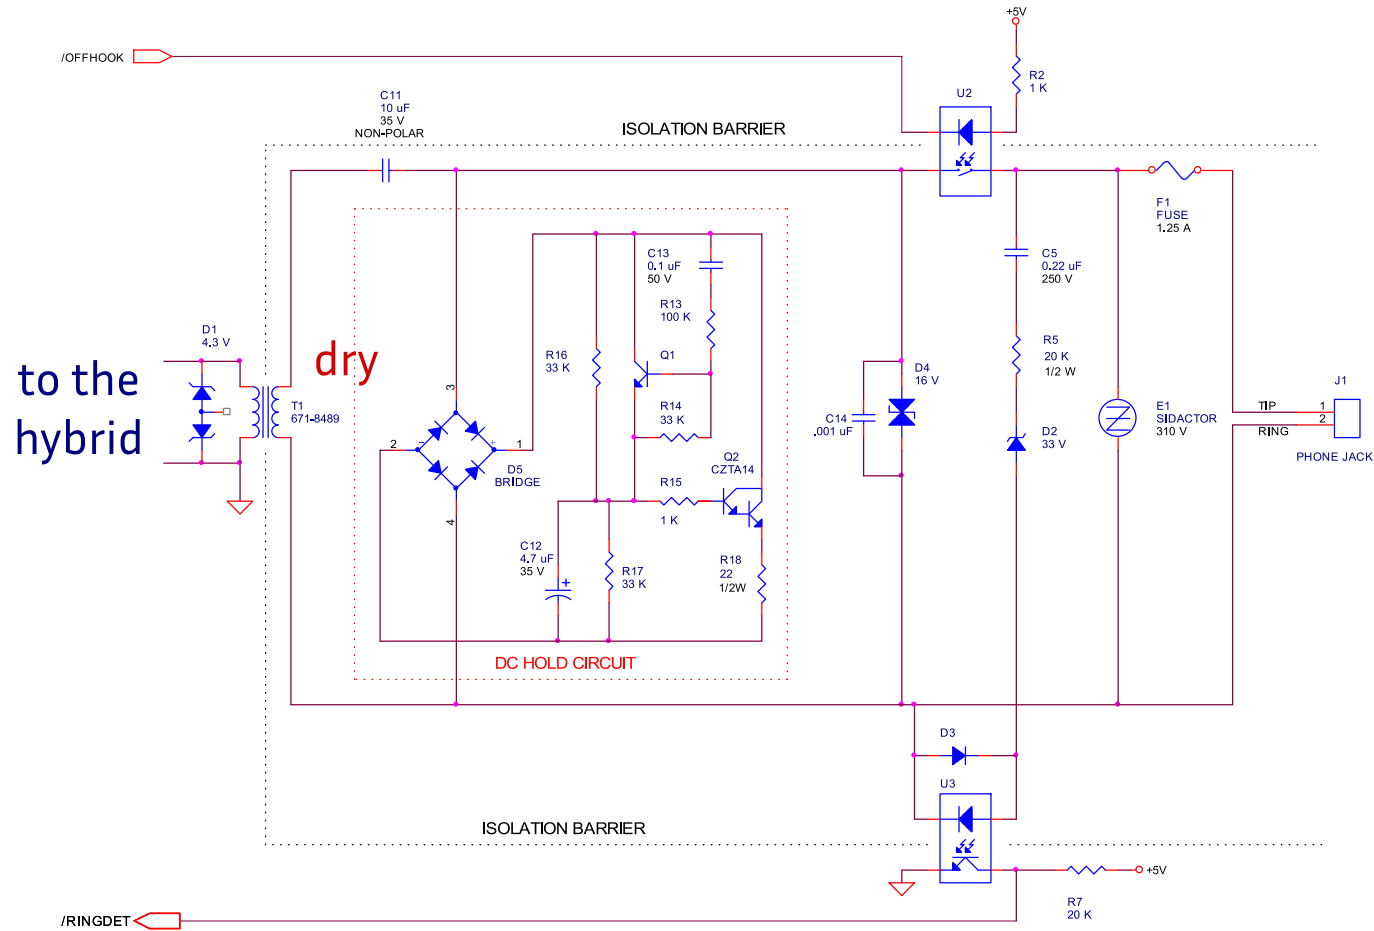 +5V
/OFFHOOK
R2
1 K
U2
C11
10 uF
35 V
NON-POLAR
ISOLATION BARRIER
F1
FUSE
1.25 A
C13
0.1 uF
50 V
C5
0.22 uF
250 V
R13
100 K
D1
4.3 V
dry
R16
33 K
Q1
R5
20 K
1/2 W
to the
hybrid
T1
671-8489
3
D4
16 V
J1
R14
33 K
C14
.001 uF
E1
SIDACTOR
310 V
TIP
1
RING
2
PHONE JACK
2
-
+
1
D5
BRIDGE
D2
33 V
Q2
CZTA14
R15
1 K
4
C12
4.7 uF
35 V
+
R17
33 K
R18
22
1/2W
DC HOLD CIRCUIT
D3
U3
ISOLATION BARRIER
+5V
R7
20 K
/RINGDET